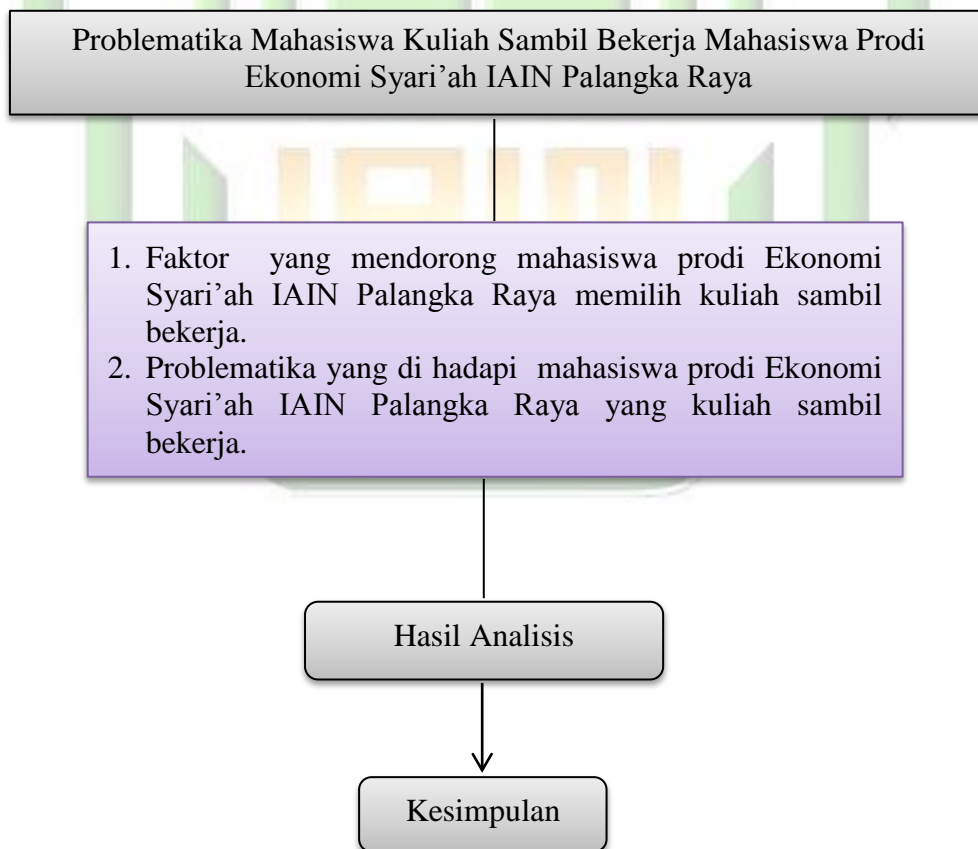 Problematika Mahasiswa Kuliah Sambil Bekerja Mahasiswa Prodi
Ekonomi Syari’ah IAIN Palangka Raya
1. Faktor yang mendorong mahasiswa prodi Ekonomi
Syari’ah IAIN Palangka Raya memilih kuliah sambil
bekerja.
2. Problematika yang di hadapi mahasiswa prodi Ekonomi
Syari’ah IAIN Palangka Raya yang kuliah sambil
bekerja.
Hasil Analisis
Kesimpulan